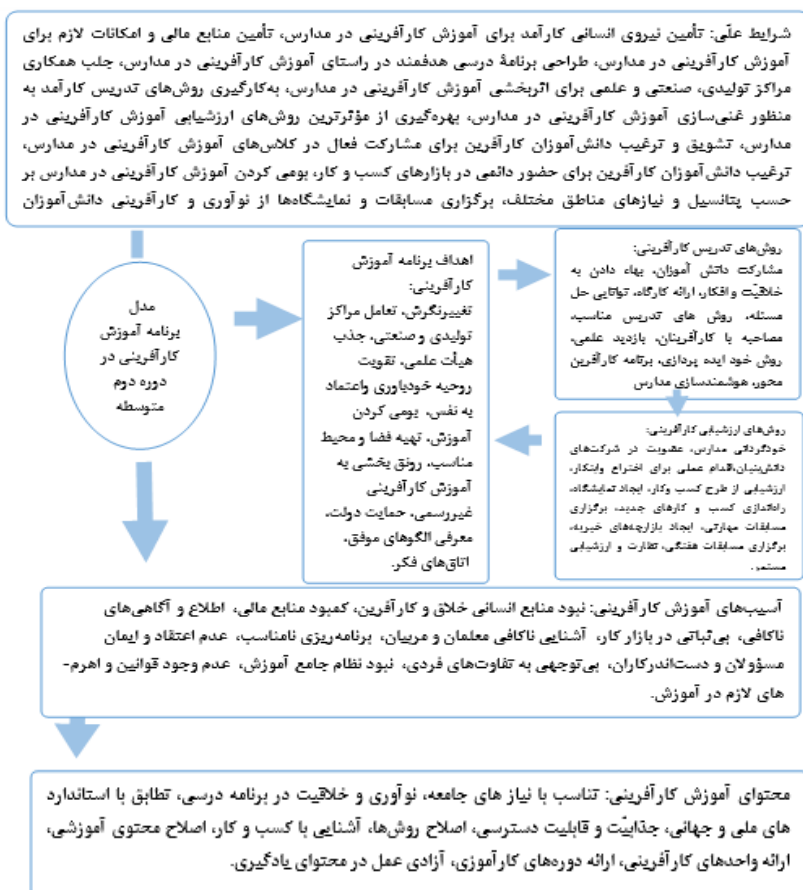 شرایط علّی: تأمین نیروی انسانی کارآمد برای آموزش کارآفرینی در مدارس، تأمین منابع مالی و امکانات لازم برای
آموزش کارآفرینی در مدارس، طراحی برنامۀ درسی هدفمند در راستای آموزش کارآفرینی در مدارس، جلب همکاری
مراکز تولیدی، صنعتی و علمی برای اثربخشی آموزش کارآفرینی در مدارس، به‌کارگیری روش‌های تدریس کارآمد به
منظور غنی‌سازی آموزش کارآفرینی در مدارس، بهره‌گیری از مؤثرترین روش‌های ارزشیابی آموزش کارآفرینی در
مدارس، تشویق و ترغیب دانش‌آموزان کارآفرین برای مشارکت فعال در کلاس‌های آموزش کارآفرینی در مدارس،
ترغیب دانش‌آموزان کارآفرین برای حضور دائمی در بازارهای کسب و کار، بومی کردن آموزش کارآفرینی در مدارس بر
حسب پتانسیل و نیازهای مناطق مختلف، برگزاری مسابقات و نمایشگاه‌ها از نوآوری و کارآفرینی دانش‌آموزان
مدل
برنامه آموزش
کارآفرینی در
دوره دوم
متوسطه
اهداف برنامه آموزش
کارآفرینی:
تغییرنگرش، تعامل مراکز
تولیدی و صنعتی، جذب
هیأت علمی، تقویت
روحیه خودباوری واعتماد
به نفس، بومی کردن
آموزش، تهیه فضا و محیط
مناسب، رونق بخشی به
آموزش کارآفرینی
غیررسمی، حمایت دولت،
معرفی الگوهای موفق،
اتاق‌های فکر.
روش‌های تدریس کارآفرینی:
مشارکت دانش آموزان، بهاء دادن به
خلاقیّت و افکار، ارائه کارگاه، توانایی حل
مسئله، روش های تدریس مناسب،
مصاحبه با کارآفرینان، بازدید علمی،
روش خود ایده پردازی، برنامه کارآفرین
محور، هوشمندسازی مدارس
روش‌های ارزشیابی کارآفرینی:
خودگردانی مدارس، عضویت در شرکت‌های
دانش‌بنیان،اقدام عملی برای اختراع وابتکار،
ارزشیابی از طرح کسب وکار، ایجاد نمایشگاه،
راه‌اندازی کسب و کارهای جدید، برگزاری
مسابقات مهارتی، ایجاد بازارچه‌های خیریه،
برگزاری مسابقات هفتگی، نظارت و ارزشیابی
مستمر.
آسیب‌های آموزش کارآفرینی: نبود منابع انسانی خلاق و کارآفرین، کمبود منابع مالی، اطلاع و آگاهی‌های
ناکافی، بی‌ثباتی در بازار کار، آشنایی ناکافی معلمان و مربیان، برنامه‌ریزی نامناسب، عدم اعتقاد و ایمان
مسؤولان و دست‌اندرکاران، بی‌توجهی به تفاوت‌های فردی، نبود نظام جامع آموزش، عدم وجود قوانین و اهرم-
های لازم در آموزش.
محتوای آموزش کارآفرینی: تناسب با نیاز های جامعه، نوآوری و خلاقیت در برنامه درسی، تطابق با استاندارد
های ملی و جهانی، جذابیّت و قابلیت دسترسی، اصلاح روش‌ها، آشنایی با کسب و کار، اصلاح محتوی آموزشی،
ارائه واحدهای کارآفرینی، ارائه دوره‌های کارآموزی، آزادی عمل در محتوای یادگیری.